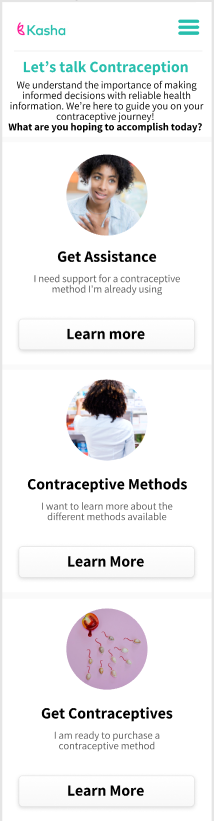 Kasha
Let’s talk Contraception
We understand the importance of making
informed decisions with reliable health
information. We’re here to guide you on your
contraceptive journey!
What are you hoping to accomplish today?
Get Assistance
I need support for a contraceptive
method I'm already using
Learn more
Contraceptive Methods
I want to learn more about the
different methods available
Learn More
Get Contraceptives
I am ready to purchase a
contraceptive method
Learn More